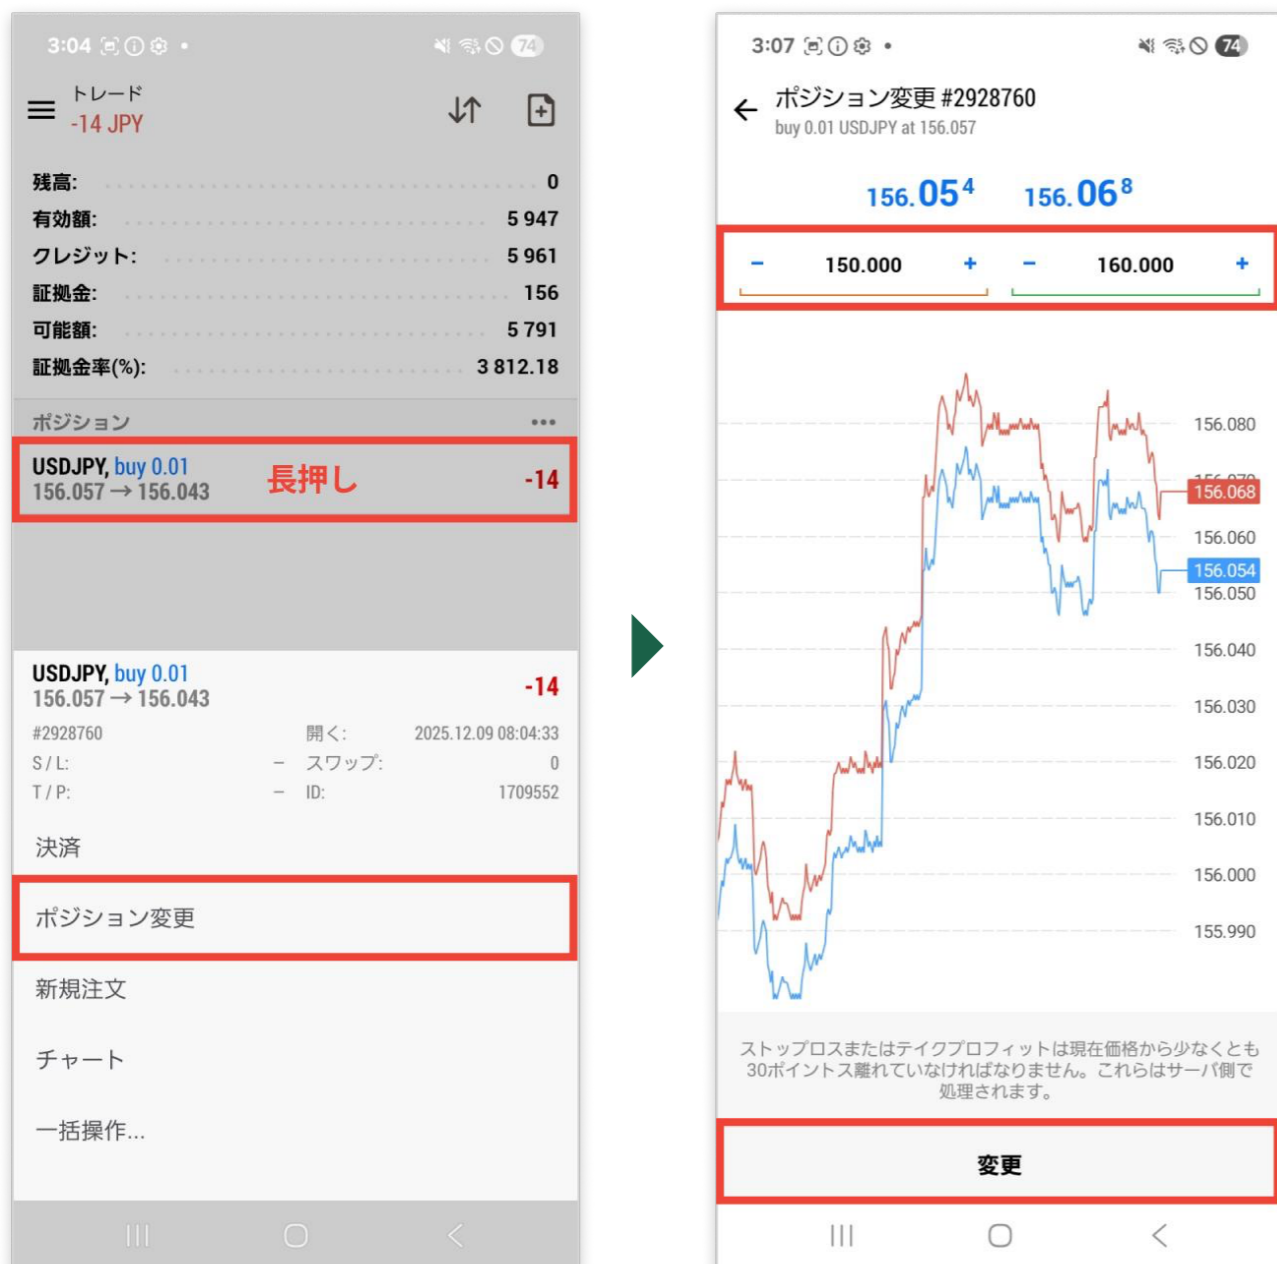 3:04
74
トレード
-14 JPY
残高: 0
有効額: 5 947
クレジット: 5 961
証拠金: 156
可能額: 5 791
証拠金率(%): 3 812.18
ポジション
USDJPY, buy 0.01
156.057 → 156.043
長押し
-14
USDJPY, buy 0.01
156.057 → 156.043
-14
#2928760 開く: 2025.12.09 08:04:33
S / L: – スワップ: 0
T / P: – ID: 1709552
決済
ポジション変更
新規注文
チャート
一括操作...
3:07
74
ポジション変更 #2928760
buy 0.01 USDJPY at 156.057
156.054 156.068
– 150.000 + – 160.000 +
156.080
156.068
156.060
156.054
156.050
156.040
156.030
156.020
156.010
156.000
155.990
ストップロスまたはテイクプロフィットは現在価格から少なくとも
30ポイントス離れていなければなりません。これらはサーバ側で
処理されます。
変更